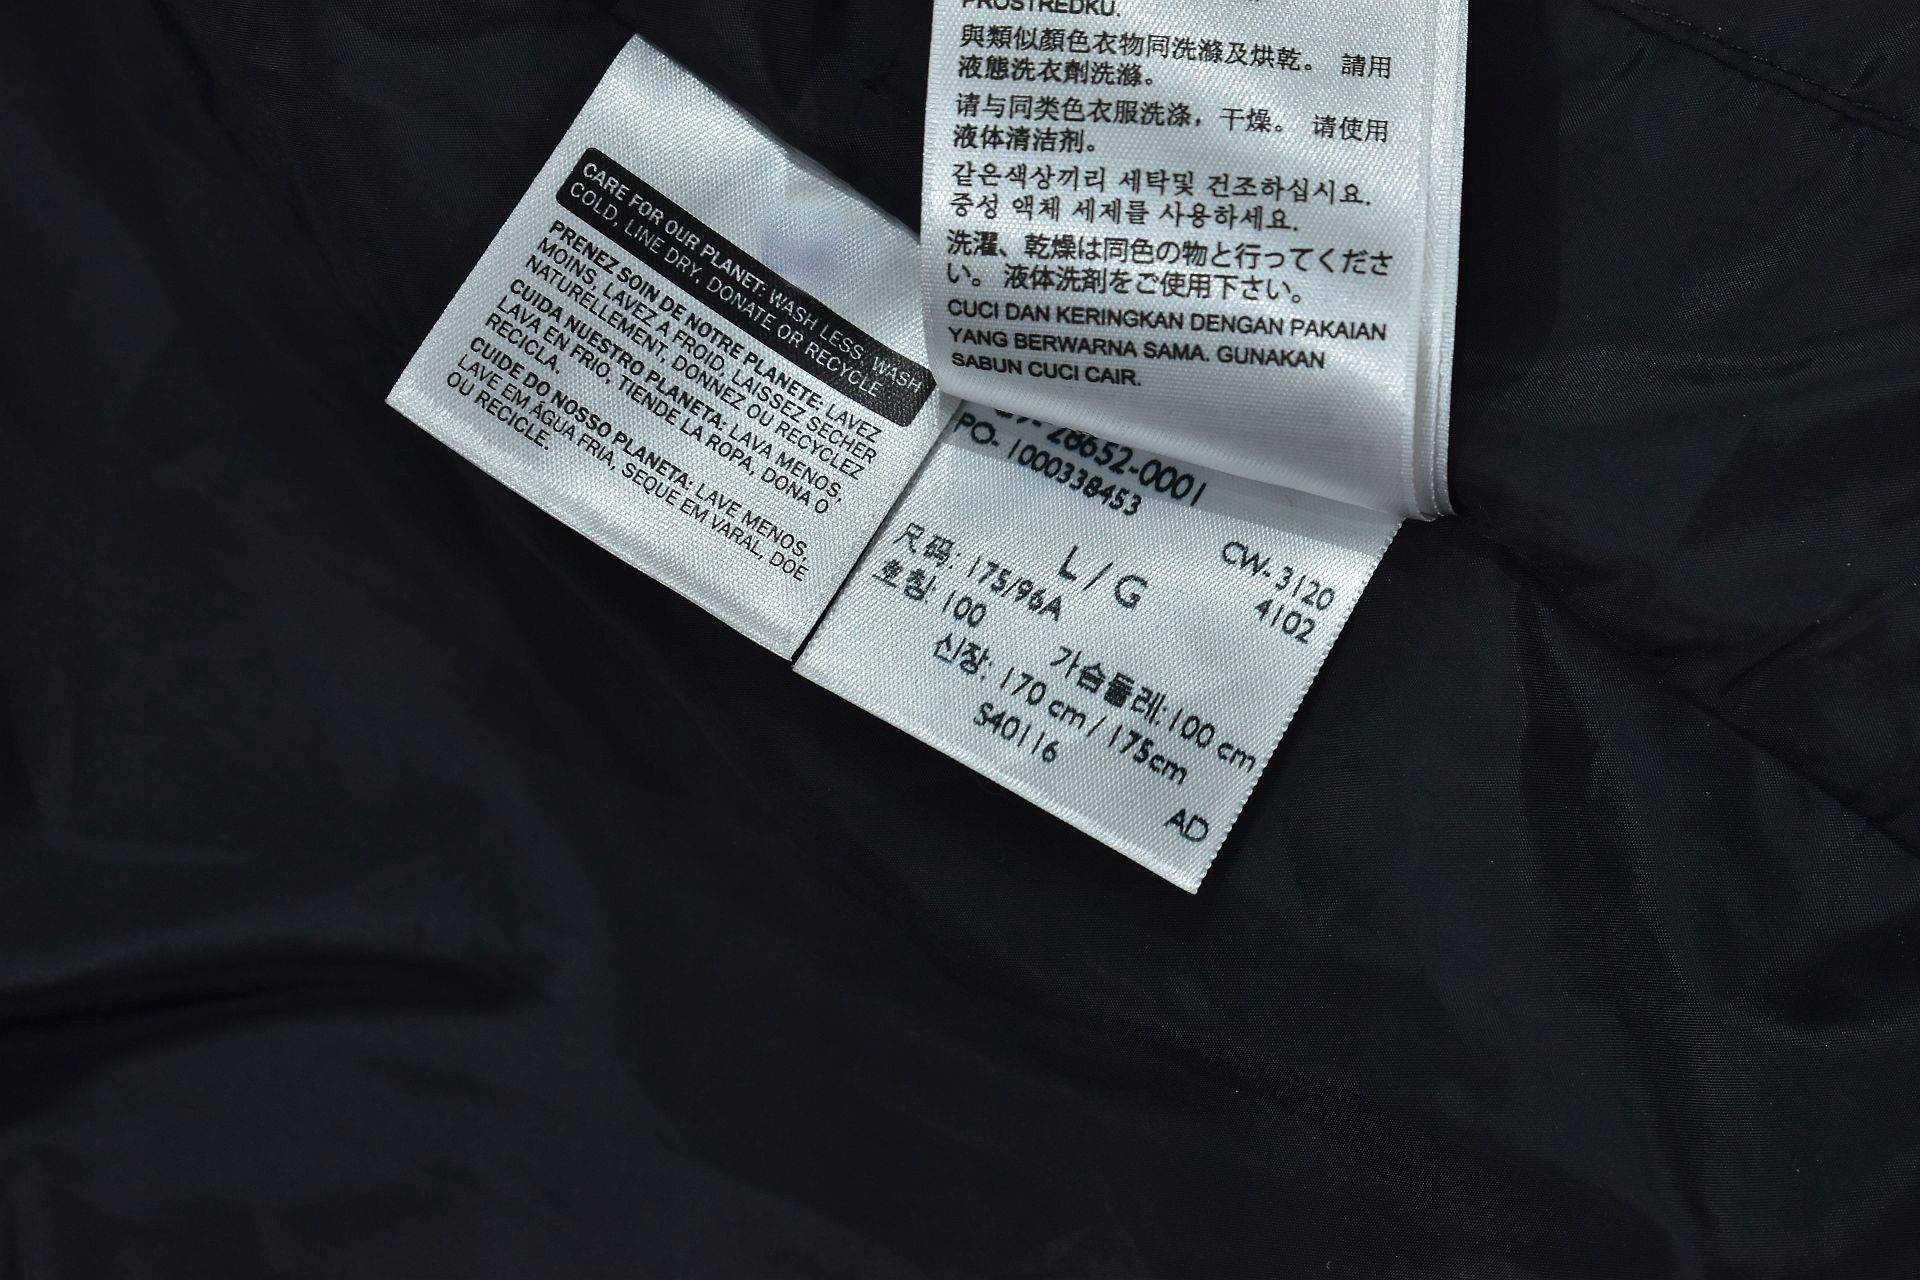 CARE FOR OUR PLANET: WASH LESS, WASH
COLD, LINE DRY, DONATE OR RECYCLE
PRENEZ SOIN DE NOTRE PLANETE: LAVEZ
MOINS, LAVEZ A FROID, LAISSEZ SECHER
NATURELLEMENT, DONNEZ OU RECYCLEZ
CUIDA NUESTRO PLANETA: LAVA MENOS,
LAVA EN FRIO, TIENDE LA ROPA, DONA O
RECICLA.
CUIDE DO NOSSO PLANETA: LAVE MENOS,
LAVE EM ÁGUA FRIA, SEQUE EM VARAL, DOE
OU RECICLE.
PROSTŘEDKU.
與類似顏色衣物同洗滌及烘乾。 請用
液態洗衣劑洗滌。
请与同类色衣服洗涤，干燥。 请使用
液体清洁剂。
같은색상끼리 세탁및 건조하십시요.
중성 액체 세제를 사용하세요.
洗濯、乾燥は同色の物と行ってくださ
い。 液体洗剤をご使用下さい。
CUCI DAN KERINGKAN DENGAN PAKAIAN
YANG BERWARNA SAMA. GUNAKAN
SABUN CUCI CAIR.
28652-0001
PO- 1000338453
L / G
CW- 3120
4102
尺码: 175/96A
호칭: 100
가슴둘레: 100 cm
신장: 170 cm / 175cm
S40116
AD